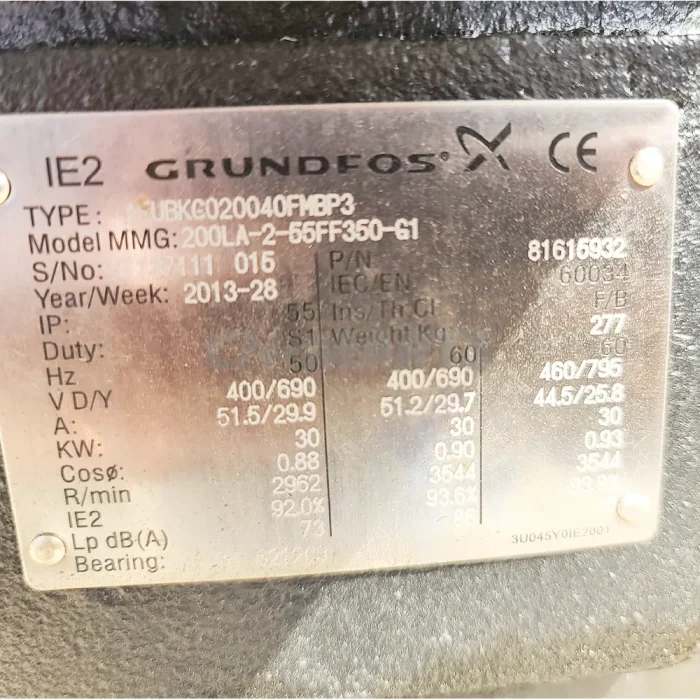 IE2 GRUNDFOS CE
TYPE: UBKG020040FMBP3
Model MMG: 200LA-2-55FF350-G1
S/No: 7111 015 P/N 81615932
Year/Week: 2013-28 IEC/EN 60034
IP: 55 Ins/Th.Cl F/B
Duty: S1 Weight Kg. 277
Hz 50 60 60
V D/Y 400/690 400/690 460/795
A: 51.5/29.9 51.2/29.7 44.5/25.8
KW: 30 30 30
Cosø: 0.88 0.90 0.93
R/min 2962 3544 3544
IE2 92.0% 93.6%
Lp dB(A) 73
Bearing:
3U045Y0IE2001